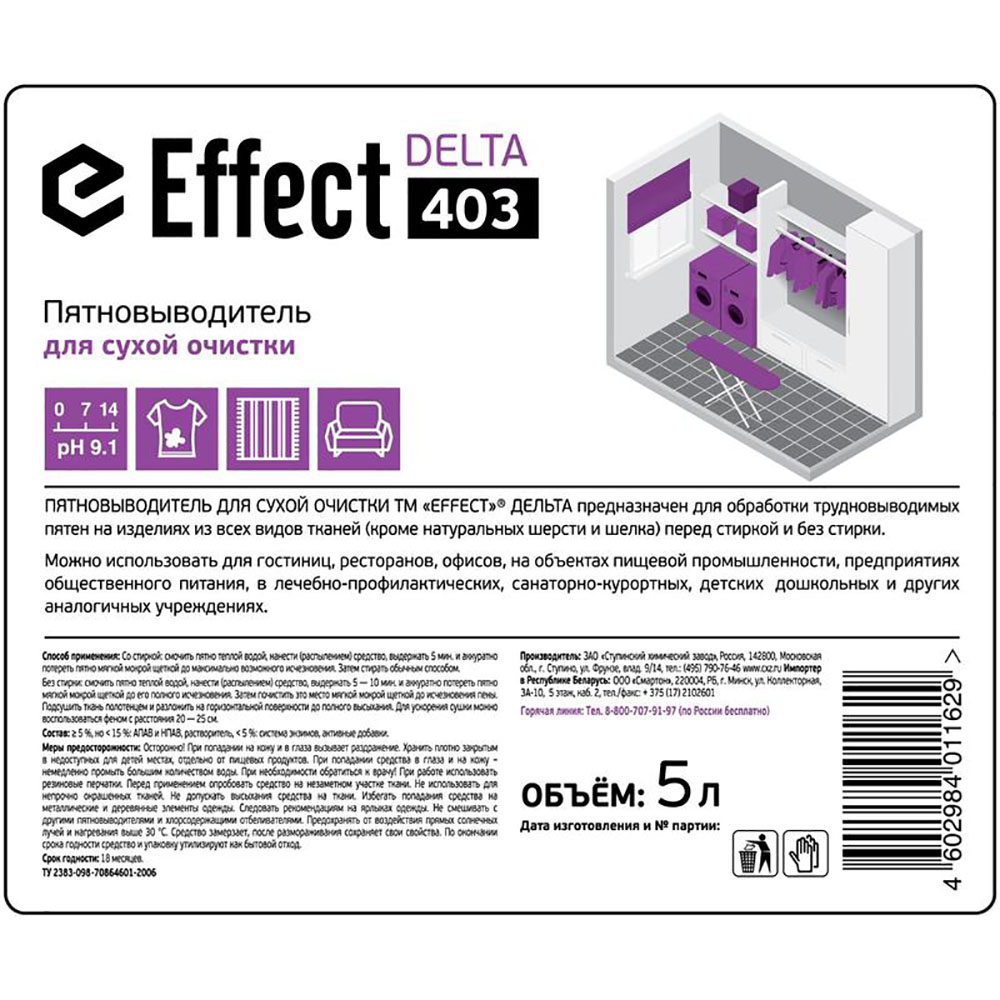 Effect DELTA
403
Пятновыводитель
для сухой очистки
0 7 14
pH 9.1
ПЯТНОВЫВОДИТЕЛЬ ДЛЯ СУХОЙ ОЧИСТКИ ТМ «EFFECT»® ДЕЛЬТА предназначен для обработки трудновыводимых
пятен на изделиях из всех видов тканей (кроме натуральных шерсти и шелка) перед стиркой и без стирки.
Можно использовать для гостиниц, ресторанов, офисов, на объектах пищевой промышленности, предприятиях
общественного питания, в лечебно-профилактических, санаторно-курортных, детских дошкольных и других
аналогичных учреждениях.
Способ применения: Со стиркой: смочить пятно теплой водой, нанести (распылением) средство, выдержать 5 мин. и аккуратно
потереть пятно мягкой мокрой щеткой до максимально возможного исчезновения. Затем стирать обычным способом.
Без стирки: смочить пятно теплой водой, нанести (распылением) средство, выдержать 5 — 10 мин. и аккуратно потереть пятно
мягкой мокрой щеткой до его полного исчезновения. Затем почистить это место мягкой мокрой щеткой до исчезновения пены.
Подсушить ткань полотенцем и разложить на горизонтальной поверхности до полного высыхания. Для ускорения сушки можно
воспользоваться феном с расстояния 20 — 25 см.
Состав: ≥ 5 %, но < 15 %: АПАВ и НПАВ, растворитель, < 5 %: система энзимов, активные добавки.
Меры предосторожности: Осторожно! При попадании на кожу и в глаза вызывает раздражение. Хранить плотно закрытым
в недоступных для детей местах, отдельно от пищевых продуктов. При попадании средства в глаза и на кожу –
немедленно промыть большим количеством воды. При необходимости обратиться к врачу! При работе использовать
резиновые перчатки. Перед применением опробовать средство на незаметном участке ткани. Не использовать для
непрочно окрашенных тканей. Не допускать высыхания средства на ткани. Избегать попадания средства на
металлические и деревянные элементы одежды. Следовать рекомендациям на ярлыках одежды. Не смешивать с
другими пятновыводителями и хлорсодержащими отбеливателями. Предохранять от воздействия прямых солнечных
лучей и нагревания выше 30 °С. Средство замерзает, после размораживания сохраняет свои свойства. По окончании
срока годности средство и упаковку утилизируют как бытовой отход.
Срок годности: 18 месяцев.
ТУ 2383-098-70864601-2006
Производитель: ЗАО «Ступинский химический завод», Россия, 142800, Московская
обл., г. Ступино, ул. Фрунзе, влад. 9/14, тел.: (495) 790-76-46 www.cxz.ru Импортер
в Республику Беларусь: ООО «Смартон», 220004, РБ, г. Минск, ул. Коллекторная,
3А-10, 5 этаж, каб. 2, тел./факс: + 375 (17) 2102601
Горячая линия: Тел. 8-800-707-91-97 (по России бесплатно)
ОБЪЁМ: 5 л
Дата изготовления и № партии:
4 602984 011629 >